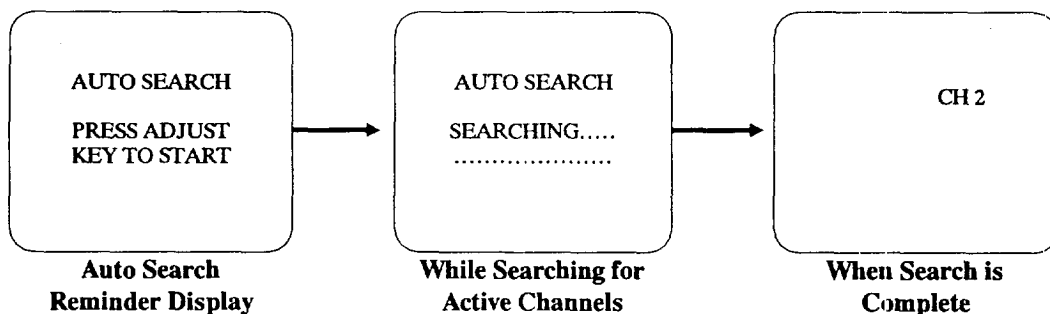 AUTO SEARCH
PRESS ADJUST
KEY TO START
Auto Search
Reminder Display
AUTO SEARCH
SEARCHING.....
.....................
While Searching for
Active Channels
CH 2
When Search is
Complete